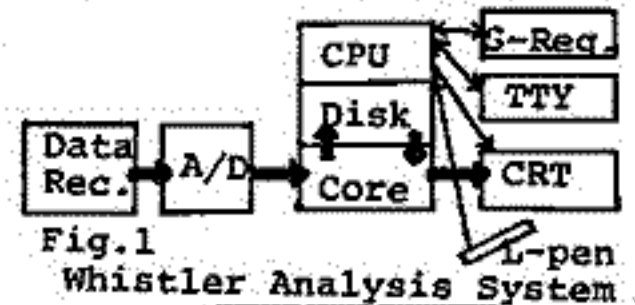 CPU
Disk
Core
Data
Rec.
A/D
G-Req.
TTY
CRT
L-pen
Fig.1
Whistler Analysis System